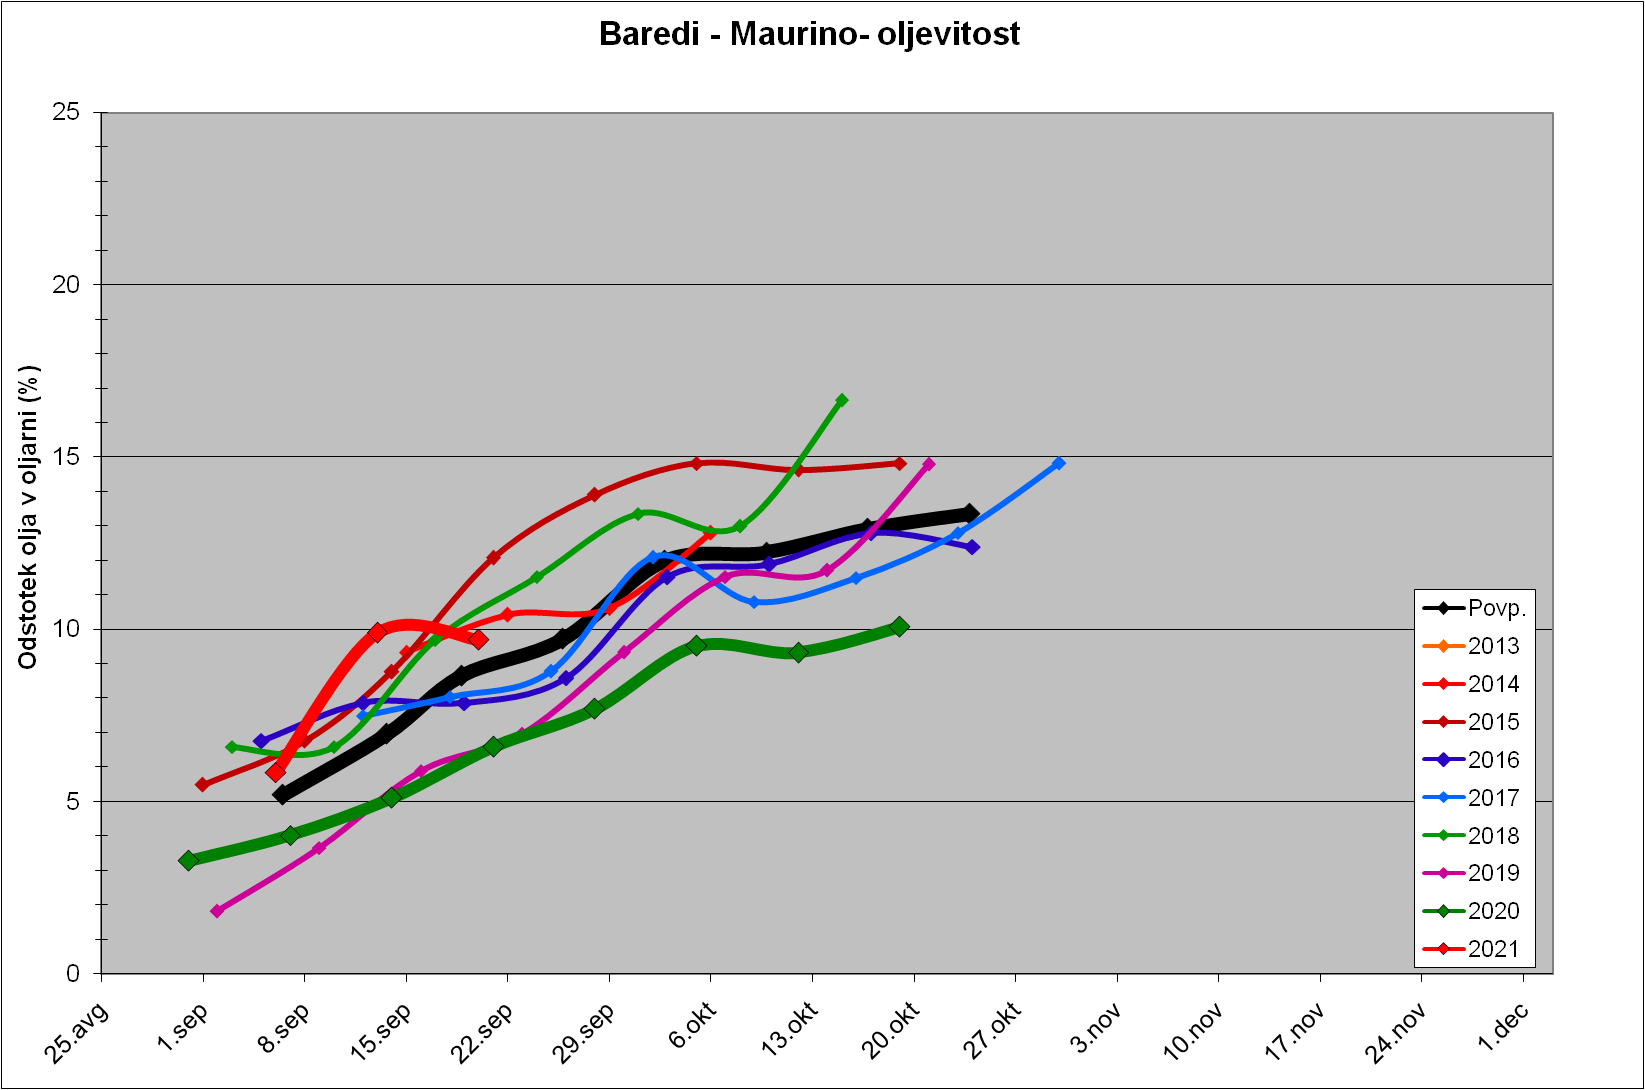 Baredi - Maurino- oljevitost
Odstotek olja v oljarni (%)
25
20
15
10
5
0
25.avg
1.sep
8.sep
15.sep
22.sep
29.sep
6.okt
13.okt
20.okt
27.okt
3.nov
10.nov
17.nov
24.nov
1.dec
Povp.
2013
2014
2015
2016
2017
2018
2019
2020
2021